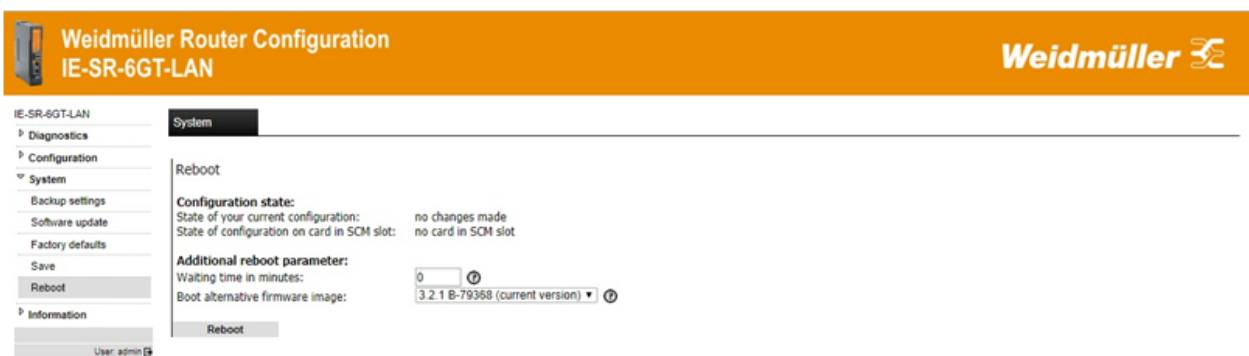 Weidmüller Router Configuration
IE-SR-6GT-LAN
Weidmüller
IE-SR-6GT-LAN
Diagnostics
Configuration
System
Backup settings
Software update
Factory defaults
Save
Reboot
Information
User: admin
System
Reboot
Configuration state:
State of your current configuration: no changes made
State of configuration on card in SCM slot: no card in SCM slot
Additional reboot parameter:
Waiting time in minutes: 0 ?
Boot alternative firmware image: 3.2.1 B-79368 (current version) ?
Reboot